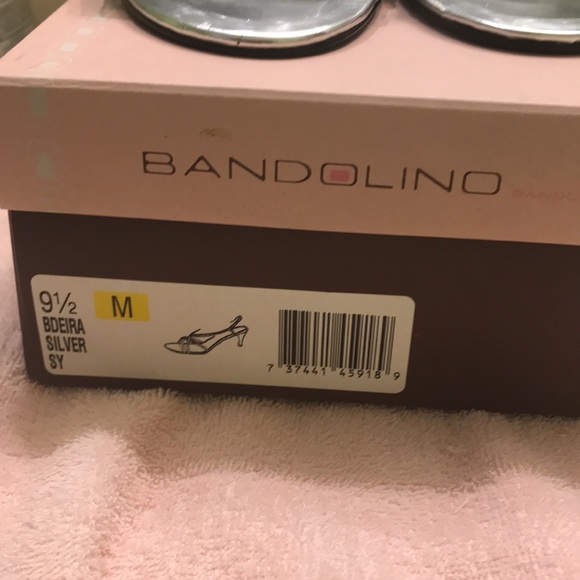 BANDOLINO
9½ M
BDEIRA
SILVER
SY
7 37441 45918 9